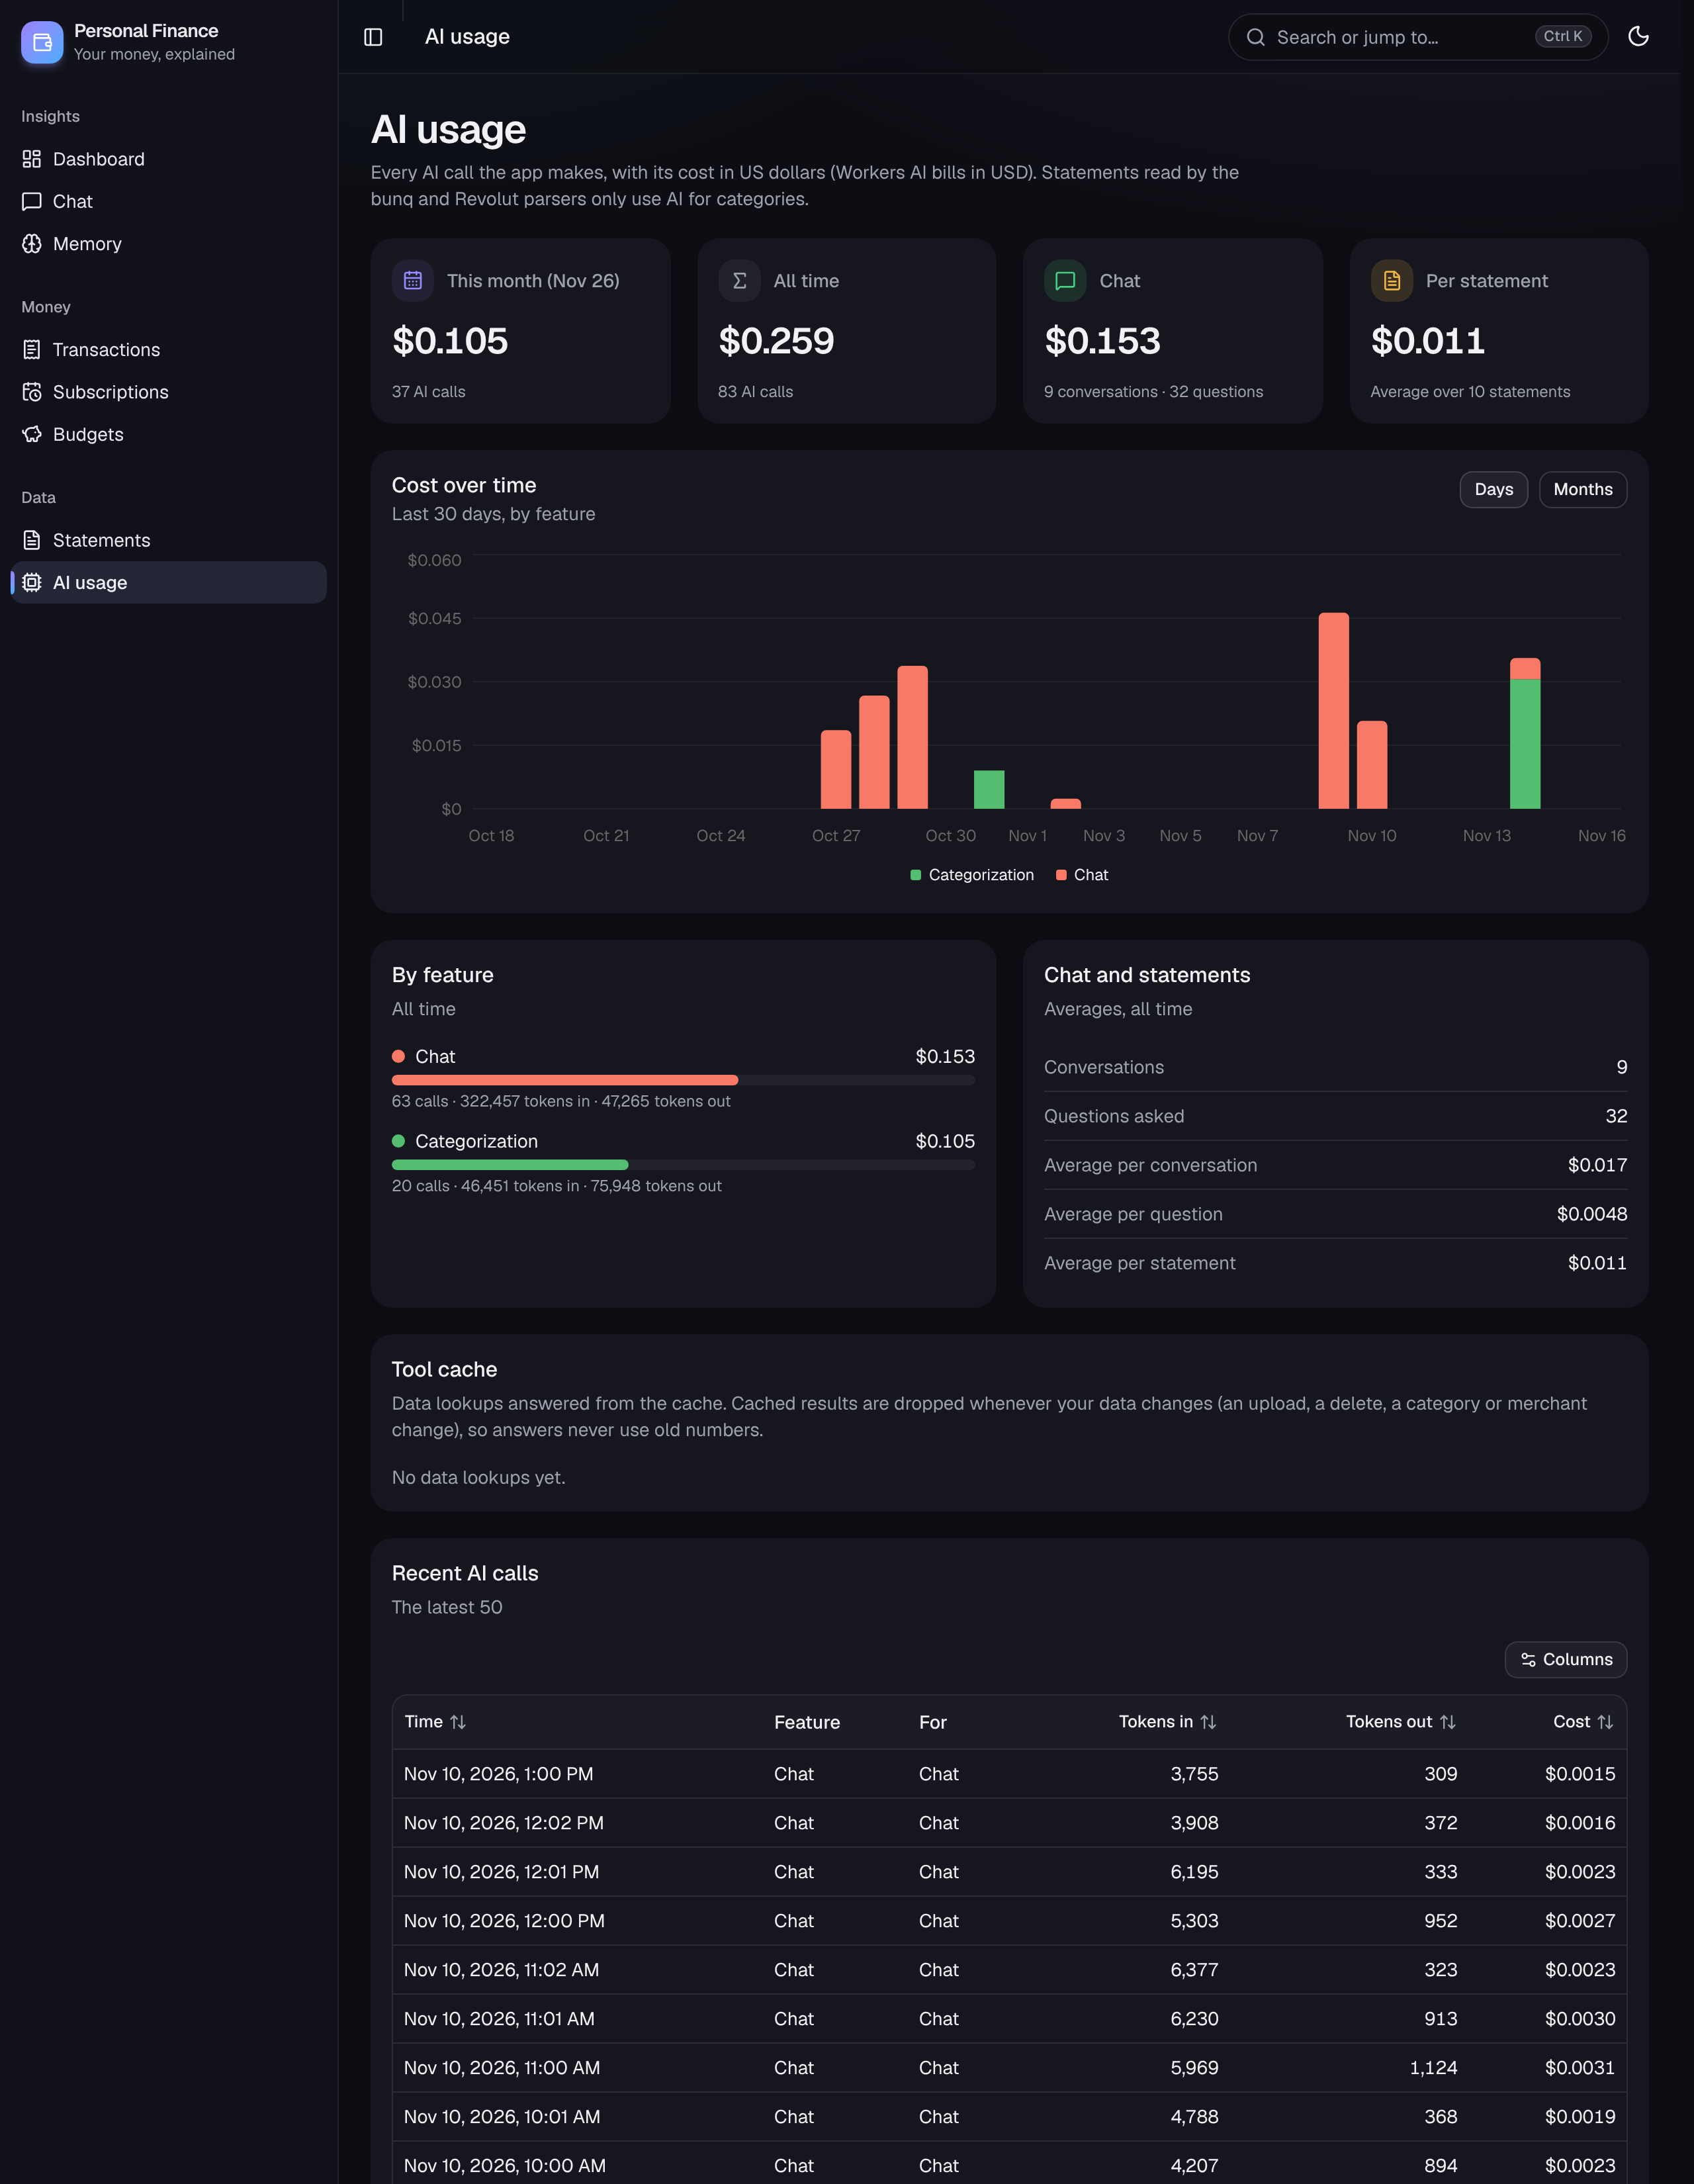 Personal Finance
Your money, explained
Insights
Dashboard
Chat
Memory
Money
Transactions
Subscriptions
Budgets
Data
Statements
AI usage
AI usage
Search or jump to...
Ctrl K
AI usage
Every AI call the app makes, with its cost in US dollars (Workers AI bills in USD). Statements read by the
bunq and Revolut parsers only use AI for categories.
This month (Nov 26)
$0.105
37 AI calls
All time
$0.259
83 AI calls
Chat
$0.153
9 conversations · 32 questions
Per statement
$0.011
Average over 10 statements
Cost over time
Last 30 days, by feature
Days
Months
$0.060
$0.045
$0.030
$0.015
$0
Oct 18 Oct 21 Oct 24 Oct 27 Oct 30 Nov 1 Nov 3 Nov 5 Nov 7 Nov 10 Nov 13 Nov 16
Categorization Chat
By feature
All time
Chat $0.153
63 calls · 322,457 tokens in · 47,265 tokens out
Categorization $0.105
20 calls · 46,451 tokens in · 75,948 tokens out
Chat and statements
Averages, all time
Conversations 9
Questions asked 32
Average per conversation $0.017
Average per question $0.0048
Average per statement $0.011
Tool cache
Data lookups answered from the cache. Cached results are dropped whenever your data changes (an upload, a delete, a category or merchant
change), so answers never use old numbers.
No data lookups yet.
Recent AI calls
The latest 50
Columns
Time Feature For Tokens in Tokens out Cost
Nov 10, 2026, 1:00 PM Chat Chat 3,755 309 $0.0015
Nov 10, 2026, 12:02 PM Chat Chat 3,908 372 $0.0016
Nov 10, 2026, 12:01 PM Chat Chat 6,195 333 $0.0023
Nov 10, 2026, 12:00 PM Chat Chat 5,303 952 $0.0027
Nov 10, 2026, 11:02 AM Chat Chat 6,377 323 $0.0023
Nov 10, 2026, 11:01 AM Chat Chat 6,230 913 $0.0030
Nov 10, 2026, 11:00 AM Chat Chat 5,969 1,124 $0.0031
Nov 10, 2026, 10:01 AM Chat Chat 4,788 368 $0.0019
Nov 10, 2026, 10:00 AM Chat Chat 4,207 894 $0.0023